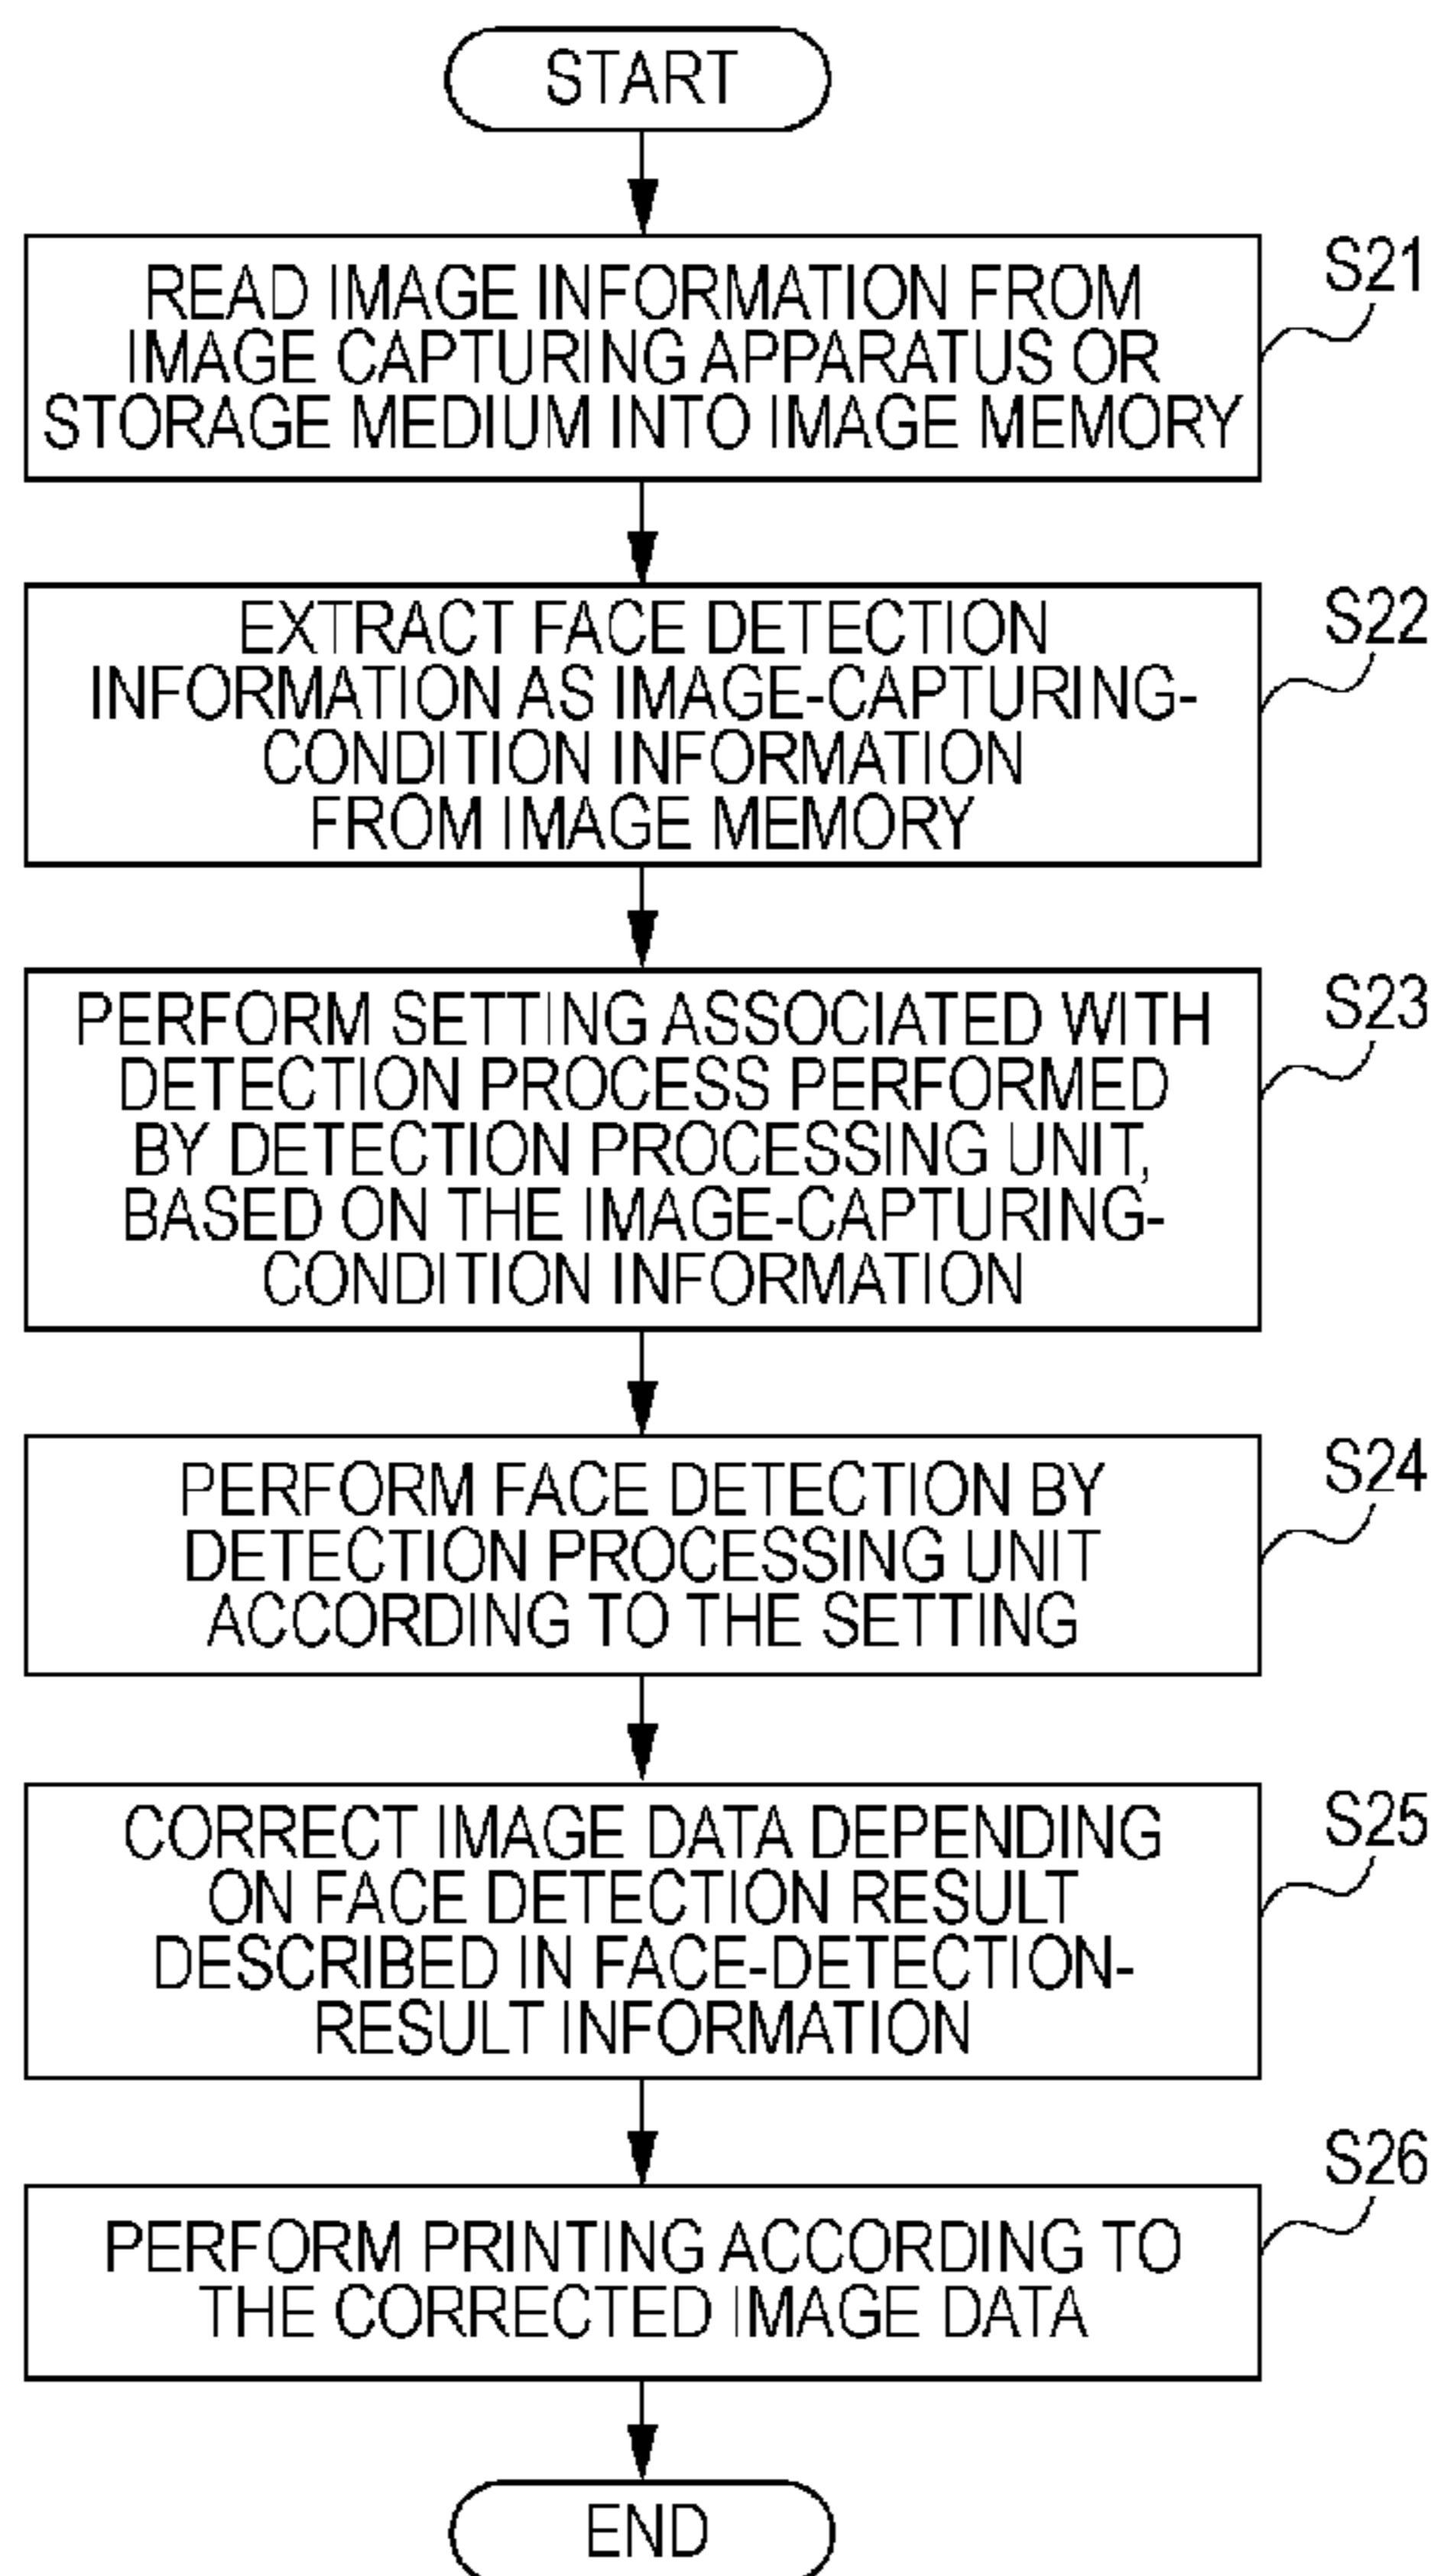 START
READ IMAGE INFORMATION FROM
IMAGE CAPTURING APPARATUS OR
STORAGE MEDIUM INTO IMAGE MEMORY
S21
EXTRACT FACE DETECTION
INFORMATION AS IMAGE-CAPTURING-
CONDITION INFORMATION
FROM IMAGE MEMORY
S22
PERFORM SETTING ASSOCIATED WITH
DETECTION PROCESS PERFORMED
BY DETECTION PROCESSING UNIT,
BASED ON THE IMAGE-CAPTURING-
CONDITION INFORMATION
S23
PERFORM FACE DETECTION BY
DETECTION PROCESSING UNIT
ACCORDING TO THE SETTING
S24
CORRECT IMAGE DATA DEPENDING
ON FACE DETECTION RESULT
DESCRIBED IN FACE-DETECTION-
RESULT INFORMATION
S25
PERFORM PRINTING ACCORDING TO
THE CORRECTED IMAGE DATA
S26
END